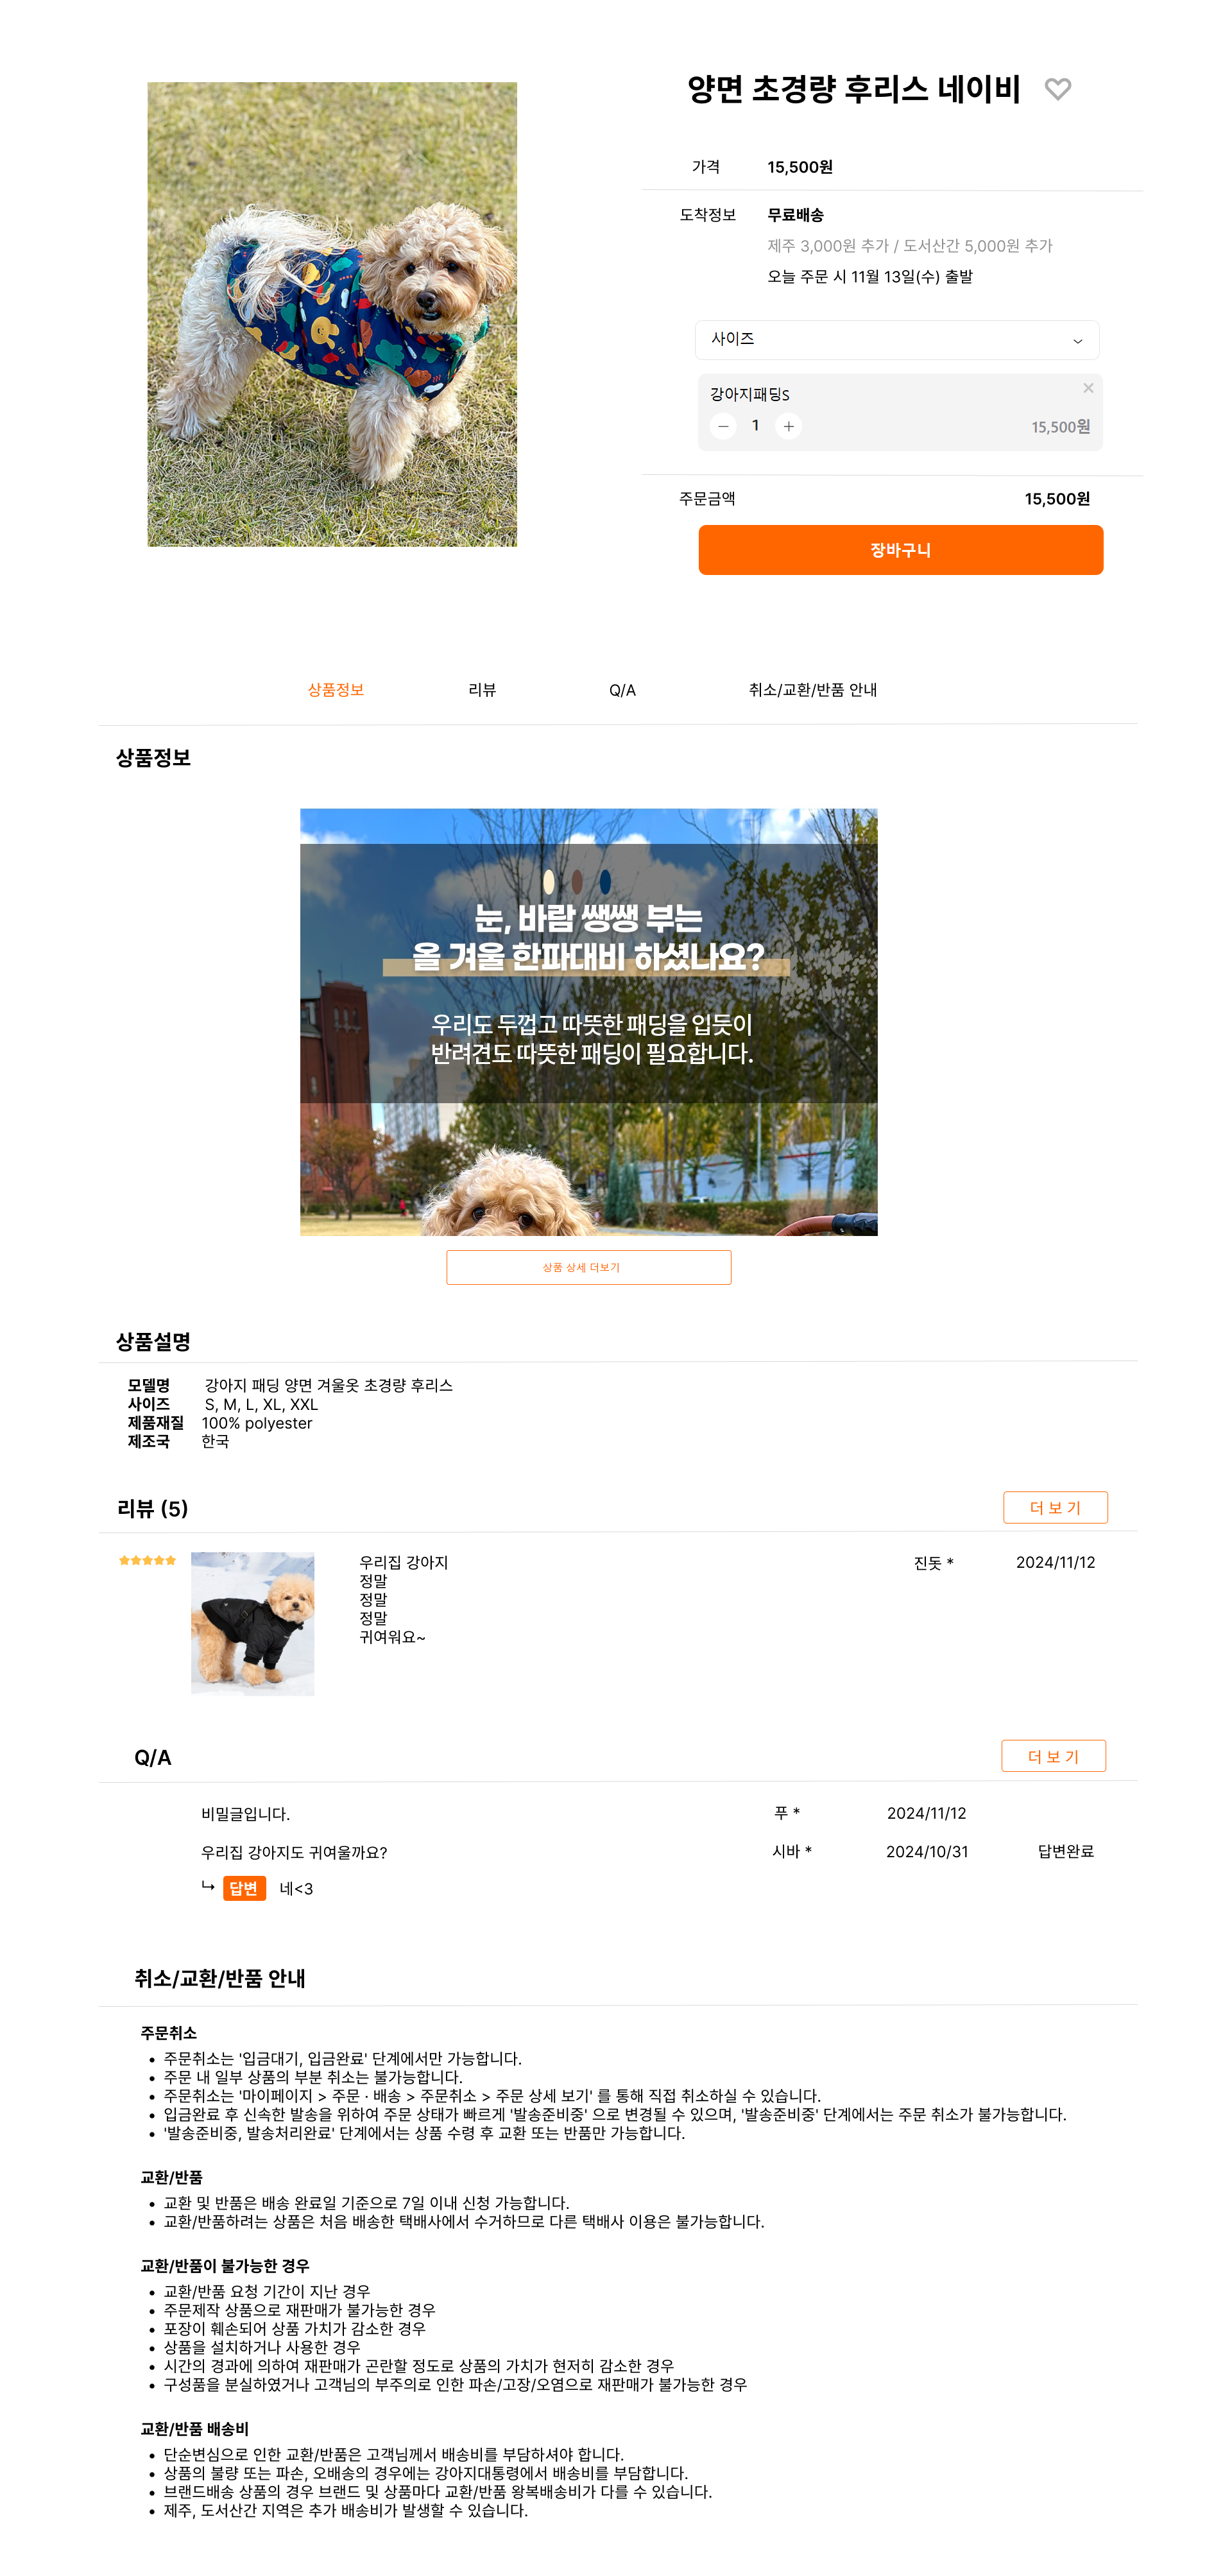 양면 초경량 후리스 네이비
가격 15,500원
도착정보 무료배송
제주 3,000원 추가 / 도서산간 5,000원 추가
오늘 주문 시 11월 13일(수) 출발
사이즈
강아지패딩S
1 15,500원
주문금액 15,500원
장바구니
상품정보 리뷰 Q/A 취소/교환/반품 안내
상품정보
눈, 바람 쌩쌩 부는
올 겨울 한파대비 하셨나요?
우리도 두껍고 따뜻한 패딩을 입듯이
반려견도 따뜻한 패딩이 필요합니다.
상품 상세 더보기
상품설명
모델명 강아지 패딩 양면 겨울옷 초경량 후리스
사이즈 S, M, L, XL, XXL
제품재질 100% polyester
제조국 한국
리뷰 (5) 더 보 기
우리집 강아지 진돗 * 2024/11/12
정말
정말
정말
귀여워요~
Q/A 더 보 기
비밀글입니다. 푸 * 2024/11/12
우리집 강아지도 귀여울까요? 시바 * 2024/10/31 답변완료
답변 네<3
취소/교환/반품 안내
주문취소
• 주문취소는 '입금대기, 입금완료' 단계에서만 가능합니다.
• 주문 내 일부 상품의 부분 취소는 불가능합니다.
• 주문취소는 '마이페이지 > 주문 · 배송 > 주문취소 > 주문 상세 보기' 를 통해 직접 취소하실 수 있습니다.
• 입금완료 후 신속한 발송을 위하여 주문 상태가 빠르게 '발송준비중' 으로 변경될 수 있으며, '발송준비중' 단계에서는 주문 취소가 불가능합니다.
• '발송준비중, 발송처리완료' 단계에서는 상품 수령 후 교환 또는 반품만 가능합니다.
교환/반품
• 교환 및 반품은 배송 완료일 기준으로 7일 이내 신청 가능합니다.
• 교환/반품하려는 상품은 처음 배송한 택배사에서 수거하므로 다른 택배사 이용은 불가능합니다.
교환/반품이 불가능한 경우
• 교환/반품 요청 기간이 지난 경우
• 주문제작 상품으로 재판매가 불가능한 경우
• 포장이 훼손되어 상품 가치가 감소한 경우
• 상품을 설치하거나 사용한 경우
• 시간의 경과에 의하여 재판매가 곤란할 정도로 상품의 가치가 현저히 감소한 경우
• 구성품을 분실하였거나 고객님의 부주의로 인한 파손/고장/오염으로 재판매가 불가능한 경우
교환/반품 배송비
• 단순변심으로 인한 교환/반품은 고객님께서 배송비를 부담하셔야 합니다.
• 상품의 불량 또는 파손, 오배송의 경우에는 강아지대통령에서 배송비를 부담합니다.
• 브랜드배송 상품의 경우 브랜드 및 상품마다 교환/반품 왕복배송비가 다를 수 있습니다.
• 제주, 도서산간 지역은 추가 배송비가 발생할 수 있습니다.